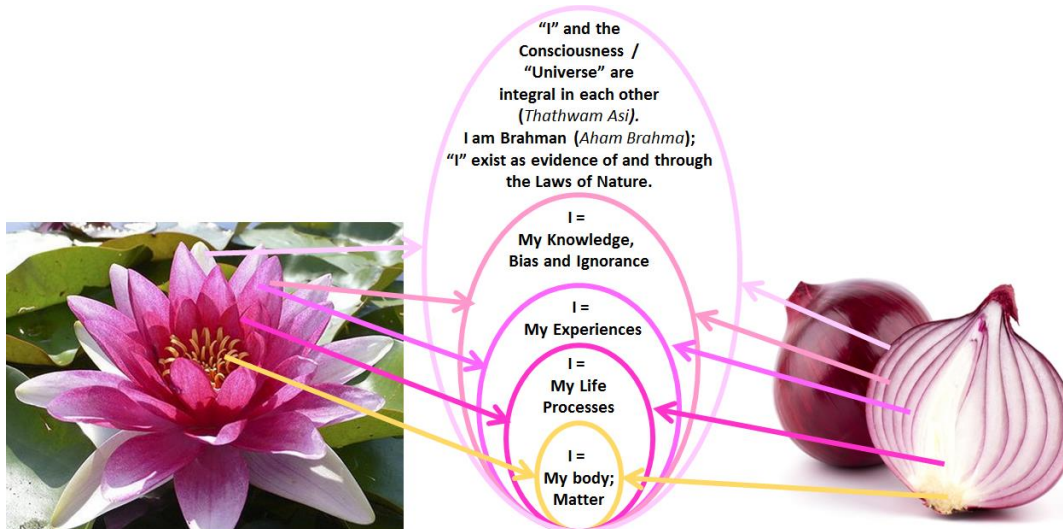 “I” and the
Consciousness /
“Universe” are
integral in each other
(Thathwam Asi).
I am Brahman (Aham Brahma);
“I” exist as evidence of and through
the Laws of Nature.
I =
My Knowledge,
Bias and Ignorance
I =
My Experiences
I =
My Life
Processes
I =
My body;
Matter